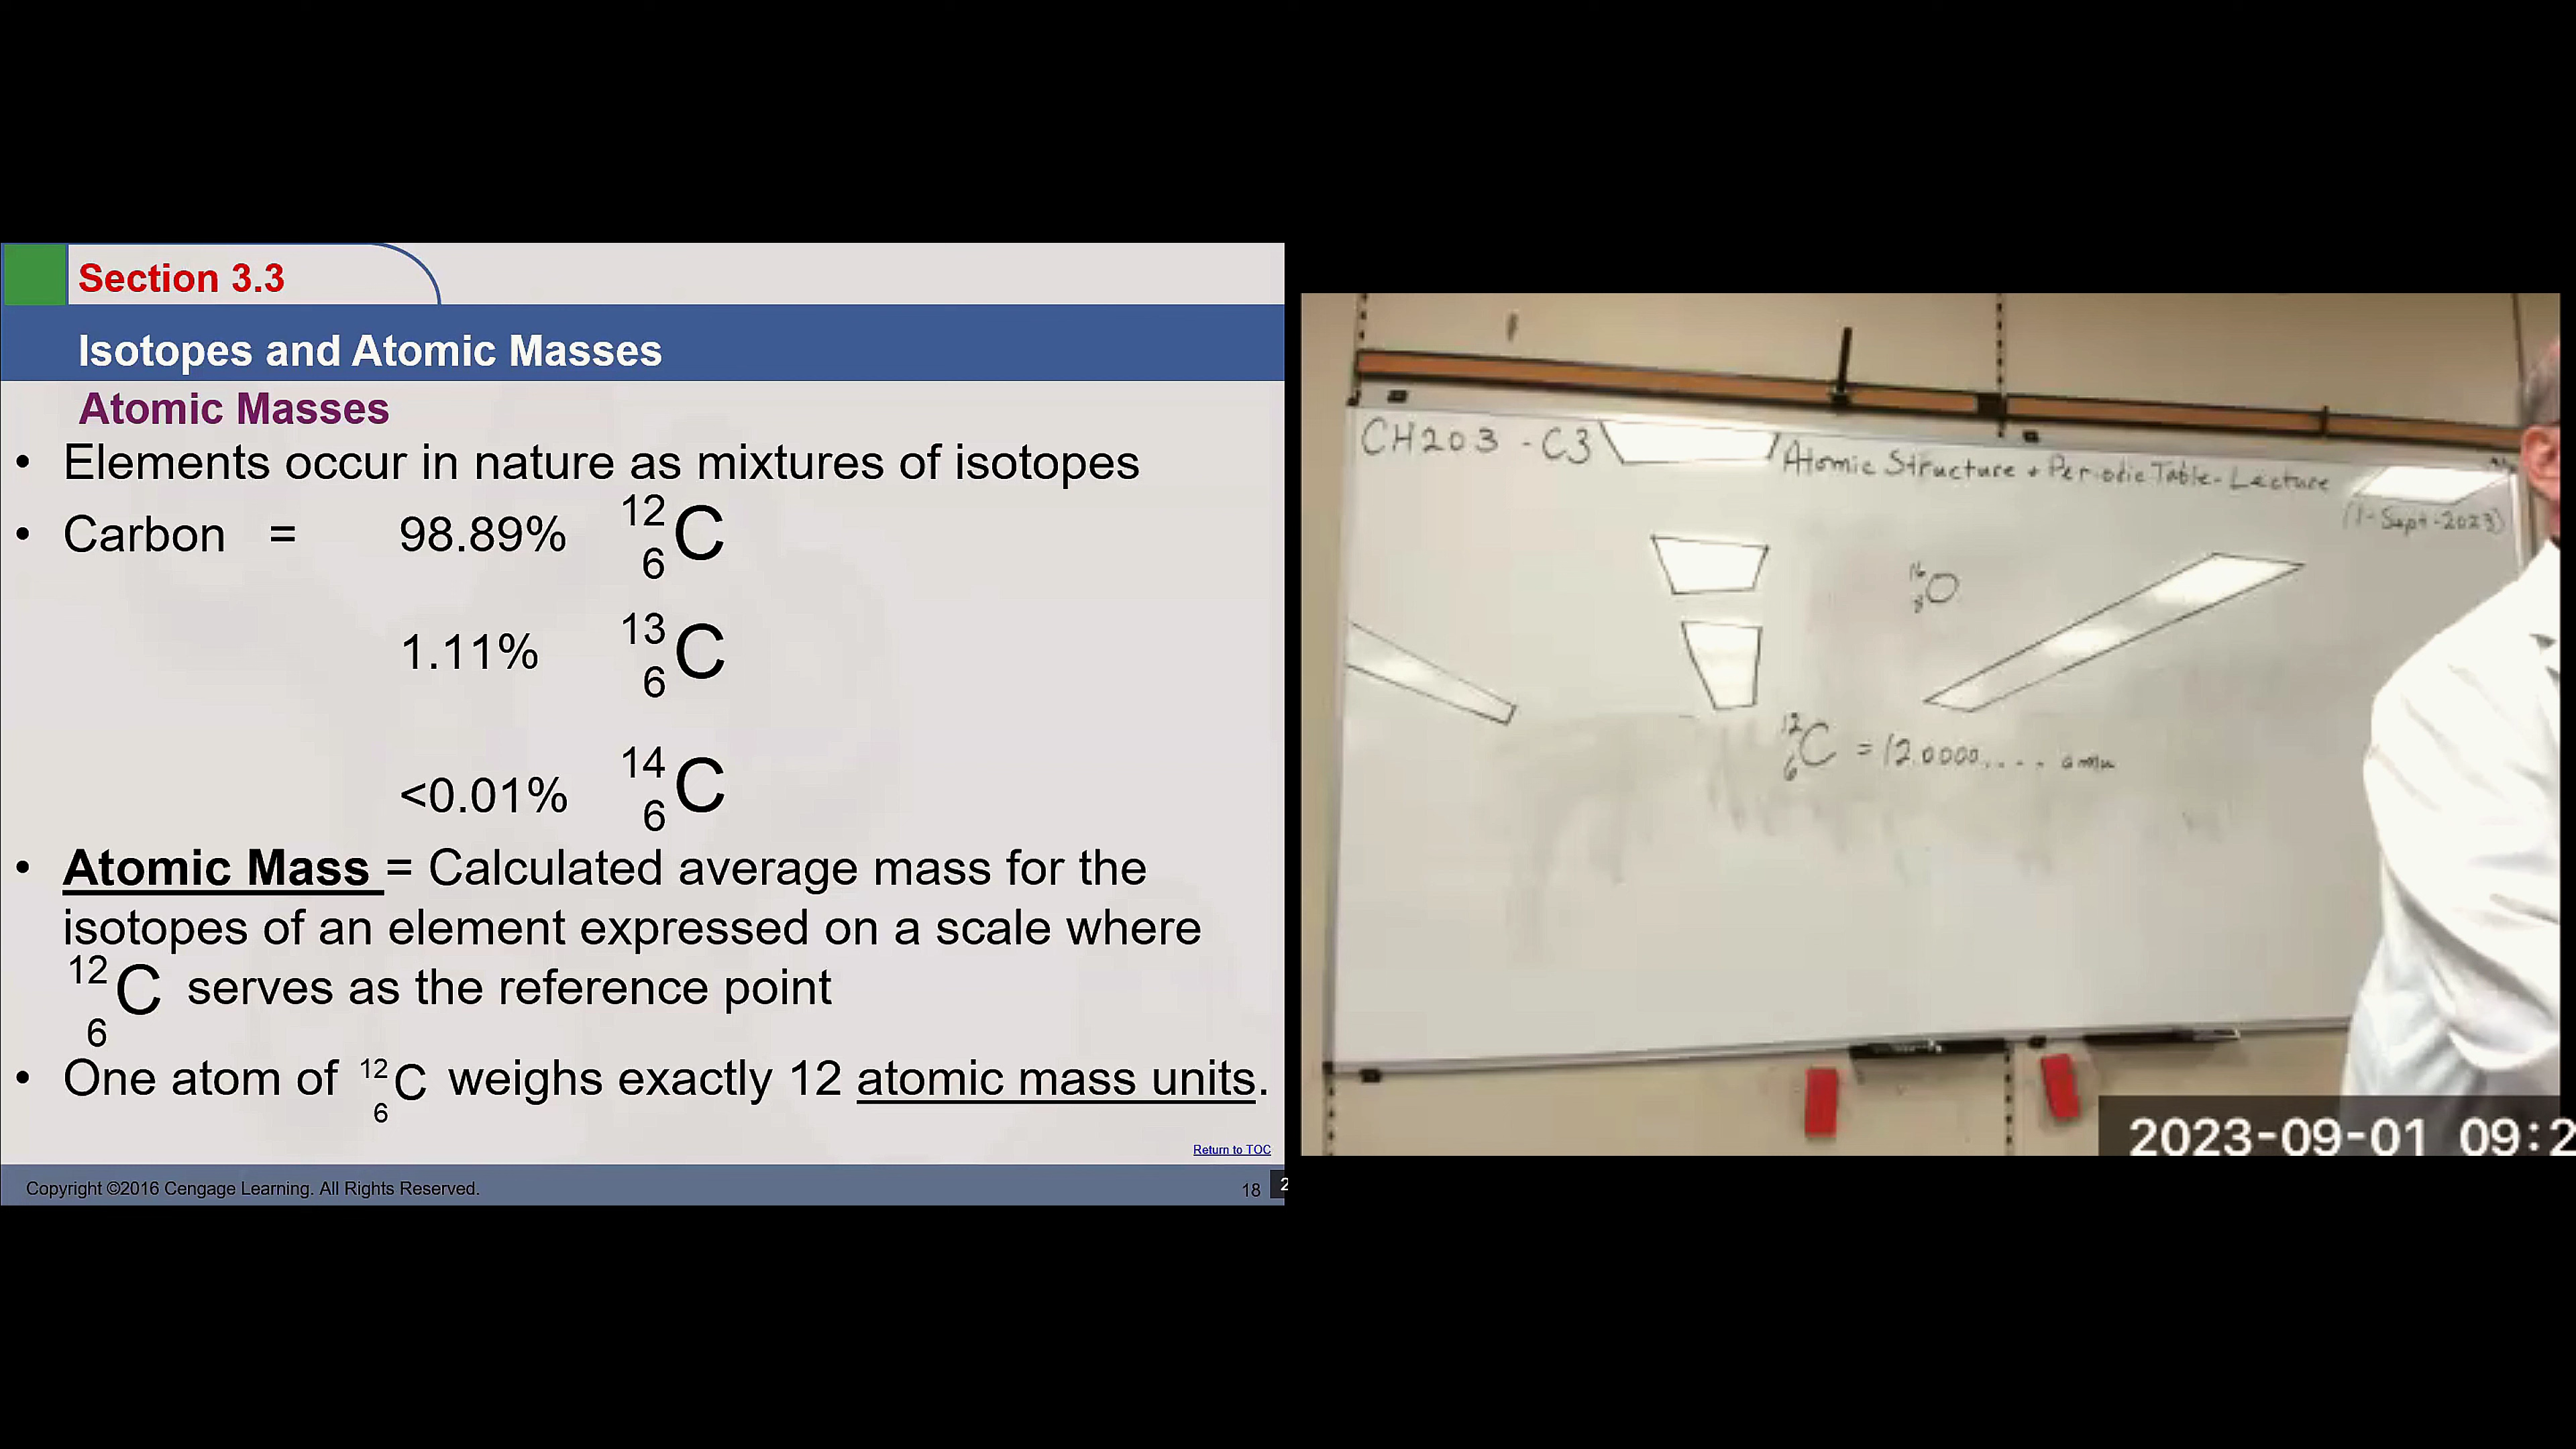 Section 3.3
Isotopes and Atomic Masses
Atomic Masses
• Elements occur in nature as mixtures of isotopes
• Carbon = 98.89% 12 6 C
1.11% 13 6 C
<0.01% 14 6 C
• Atomic Mass = Calculated average mass for the
isotopes of an element expressed on a scale where
12 6 C serves as the reference point
• One atom of 12 6 C weighs exactly 12 atomic mass units.
Return to TOC
Copyright ©2016 Cengage Learning. All Rights Reserved.
18
2
CH203 - C3
Atomic Structure + Periodic Table - Lecture
(1-Sept-2023)
16 8 O
12 6 C = 12.0000.... amu
2023-09-01 09:2